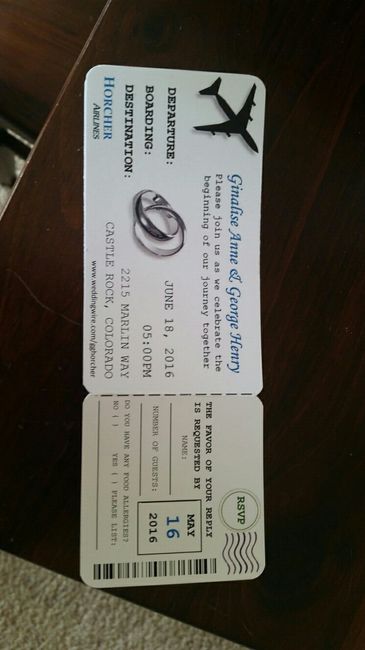 Ginalise Anne & George Henry
Please join us as we celebrate the
beginning of our journey together
DEPARTURE: JUNE 18, 2016
BOARDING: 05:00PM
DESTINATION: 2215 MARLIN WAY
CASTLE ROCK, COLORADO
HORCHER
AIRLINES
www.weddingwire.com/gghorcher
RSVP
THE FAVOR OF YOUR REPLY
IS REQUESTED BY
MAY
16
2016
NAME:
NUMBER OF GUESTS:
DO YOU HAVE ANY FOOD ALLERGIES?
NO ( ) YES ( ) PLEASE LIST: